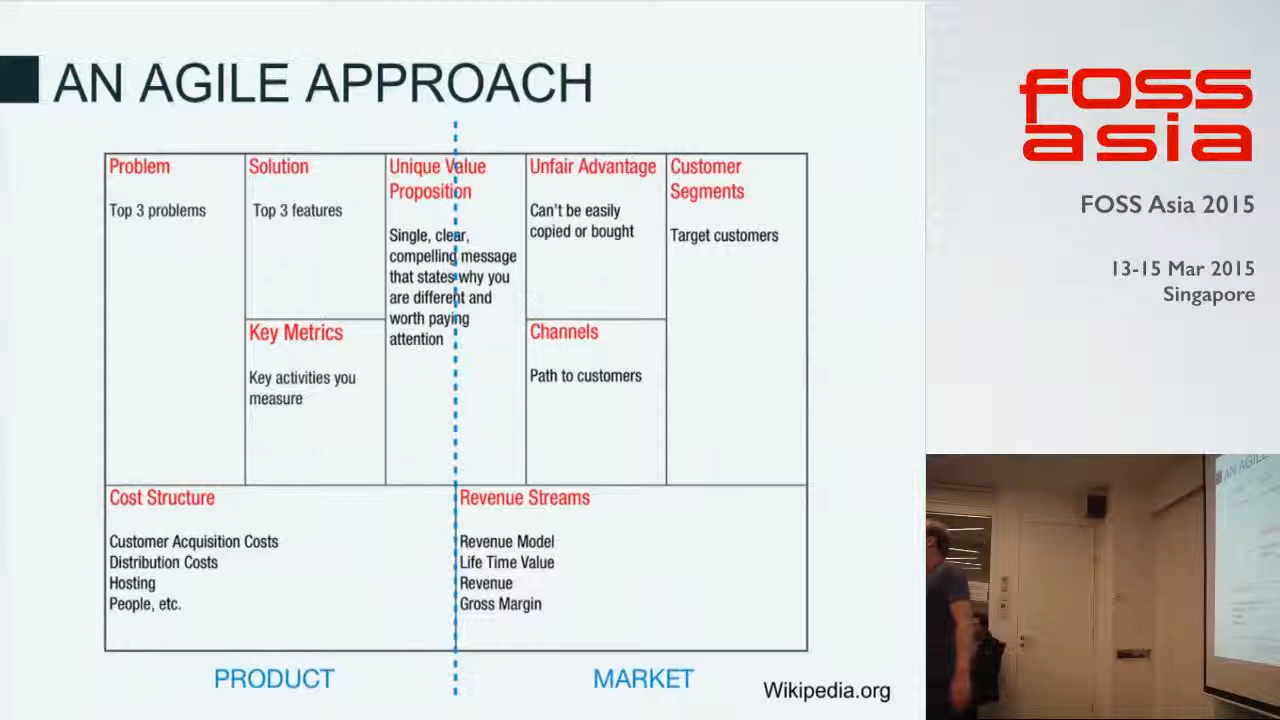 AN AGILE APPROACH
Problem
Top 3 problems
Solution
Top 3 features
Key Metrics
Key activities you
measure
Unique Value
Proposition
Single, clear,
compelling message
that states why you
are different and
worth paying
attention
Unfair Advantage
Can't be easily
copied or bought
Channels
Path to customers
Customer
Segments
Target customers
Cost Structure
Customer Acquisition Costs
Distribution Costs
Hosting
People, etc.
Revenue Streams
Revenue Model
Life Time Value
Revenue
Gross Margin
PRODUCT
MARKET
Wikipedia.org
FOSS
asia
FOSS Asia 2015
13-15 Mar 2015
Singapore
AN AGILE